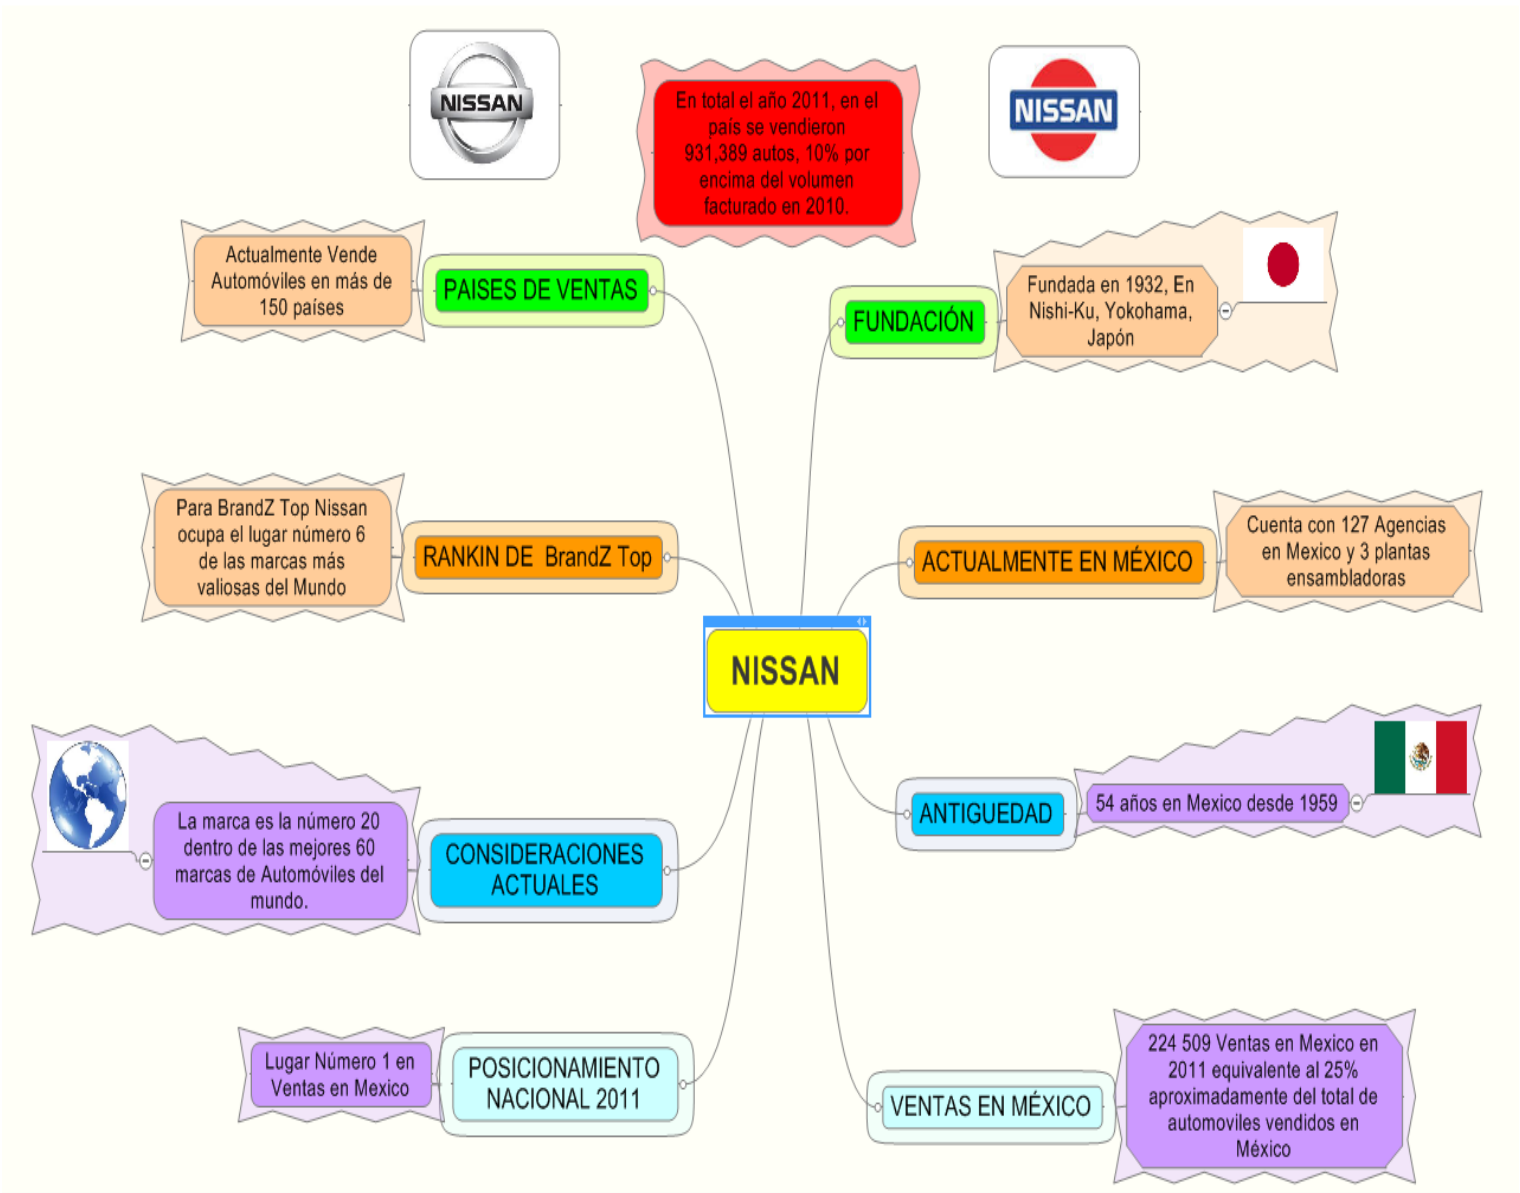 NISSAN
En total el año 2011, en el
país se vendieron
931,389 autos, 10% por
encima del volumen
facturado en 2010.
NISSAN
Actualmente Vende
Automóviles en más de
150 países
PAISES DE VENTAS
FUNDACIÓN
Fundada en 1932, En
Nishi-Ku, Yokohama,
Japón
Para BrandZ Top Nissan
ocupa el lugar número 6
de las marcas más
valiosas del Mundo
RANKIN DE BrandZ Top
ACTUALMENTE EN MÉXICO
Cuenta con 127 Agencias
en Mexico y 3 plantas
ensambladoras
NISSAN
La marca es la número 20
dentro de las mejores 60
marcas de Automóviles del
mundo.
CONSIDERACIONES
ACTUALES
ANTIGUEDAD
54 años en Mexico desde 1959
Lugar Número 1 en
Ventas en Mexico
POSICIONAMIENTO
NACIONAL 2011
VENTAS EN MÉXICO
224 509 Ventas en Mexico en
2011 equivalente al 25%
aproximadamente del total de
automoviles vendidos en
México